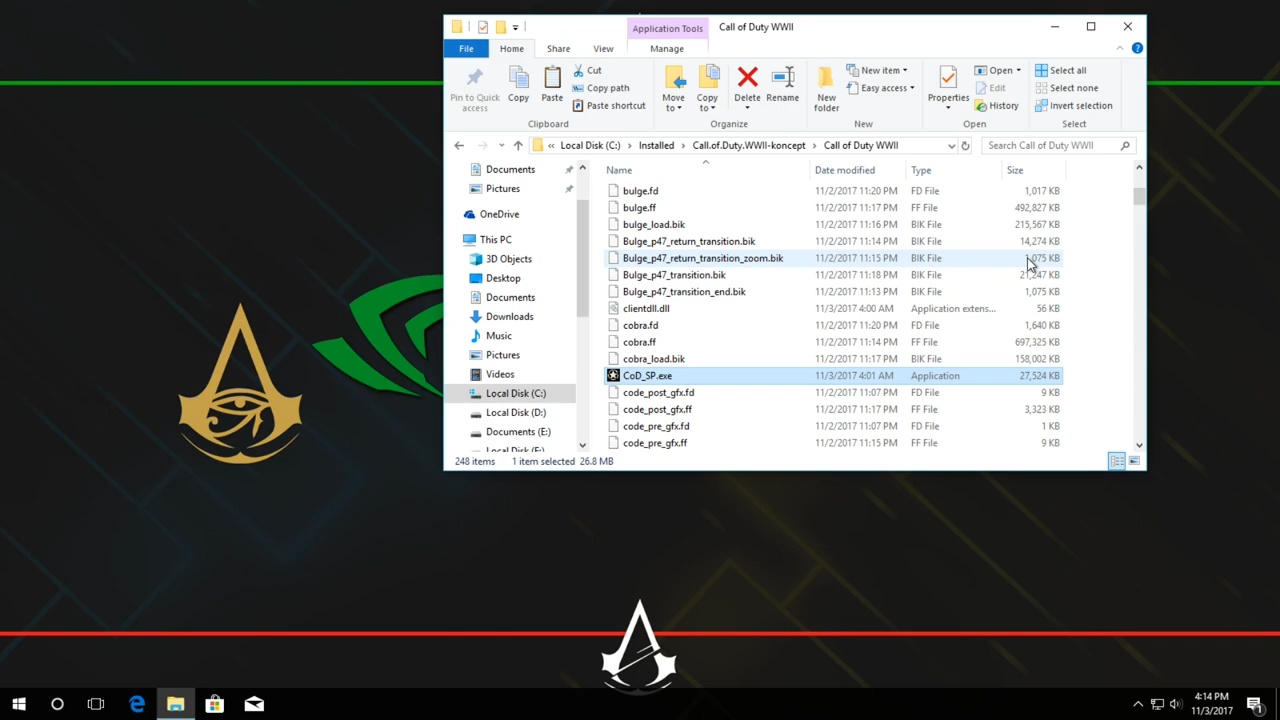 Application Tools Call of Duty WWII
File Home Share View Manage
Pin to Quick access
Copy
Paste
Cut
Copy path
Paste shortcut
Clipboard
Move to
Copy to
Delete
Rename
Organize
New folder
New item
Easy access
New
Properties
Open
Edit
History
Open
Select all
Select none
Invert selection
Select
« Local Disk (C:) › Installed › Call.of.Duty.WWII-koncept › Call of Duty WWII
Search Call of Duty WWII
Documents
Pictures
OneDrive
This PC
3D Objects
Desktop
Documents
Downloads
Music
Pictures
Videos
Local Disk (C:)
Local Disk (D:)
Documents (E:)
Name Date modified Type Size
bulge.fd 11/2/2017 11:20 PM FD File 1,017 KB
bulge.ff 11/2/2017 11:17 PM FF File 492,827 KB
bulge_load.bik 11/2/2017 11:16 PM BIK File 215,567 KB
Bulge_p47_return_transition.bik 11/2/2017 11:14 PM BIK File 14,274 KB
Bulge_p47_return_transition_zoom.bik 11/2/2017 11:15 PM BIK File KB
Bulge_p47_transition.bik 11/2/2017 11:18 PM BIK File KB
Bulge_p47_transition_end.bik 11/2/2017 11:13 PM BIK File 1,075 KB
clientdll.dll 11/3/2017 4:00 AM Application extens... 56 KB
cobra.fd 11/2/2017 11:20 PM FD File 1,640 KB
cobra.ff 11/2/2017 11:17 PM FF File 697,325 KB
cobra_load.bik 11/2/2017 11:17 PM BIK File 158,002 KB
CoD_SP.exe 11/3/2017 4:01 AM Application 27,524 KB
code_post_gfx.fd 11/2/2017 11:07 PM FD File 9 KB
code_post_gfx.ff 11/2/2017 11:17 PM FF File 3,323 KB
code_pre_gfx.fd 11/2/2017 11:07 PM FD File 1 KB
code_pre_gfx.ff 11/2/2017 11:15 PM FF File 9 KB
248 items 1 item selected 26.8 MB
4:14 PM
11/3/2017
1